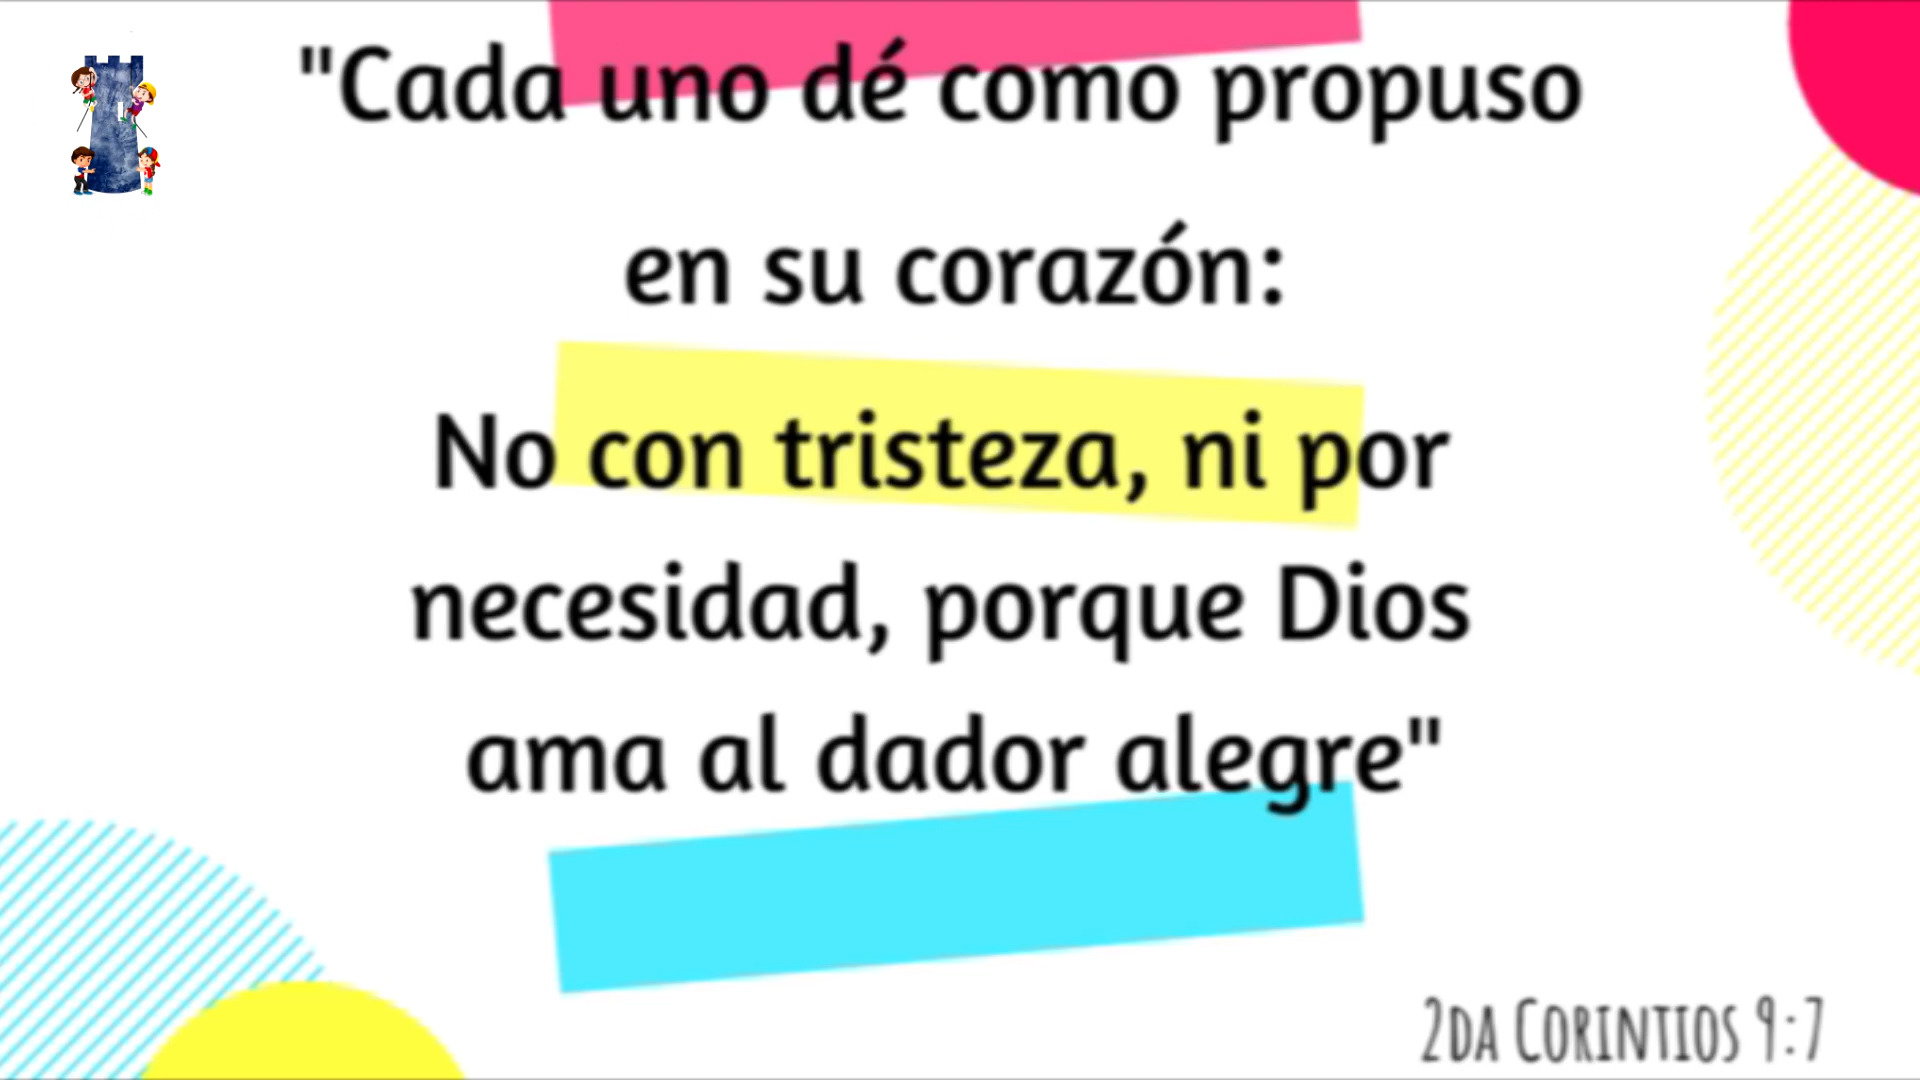 "Cada uno dé como propuso
en su corazón:
No con tristeza, ni por
necesidad, porque Dios
ama al dador alegre"
2da Corintios 9:7